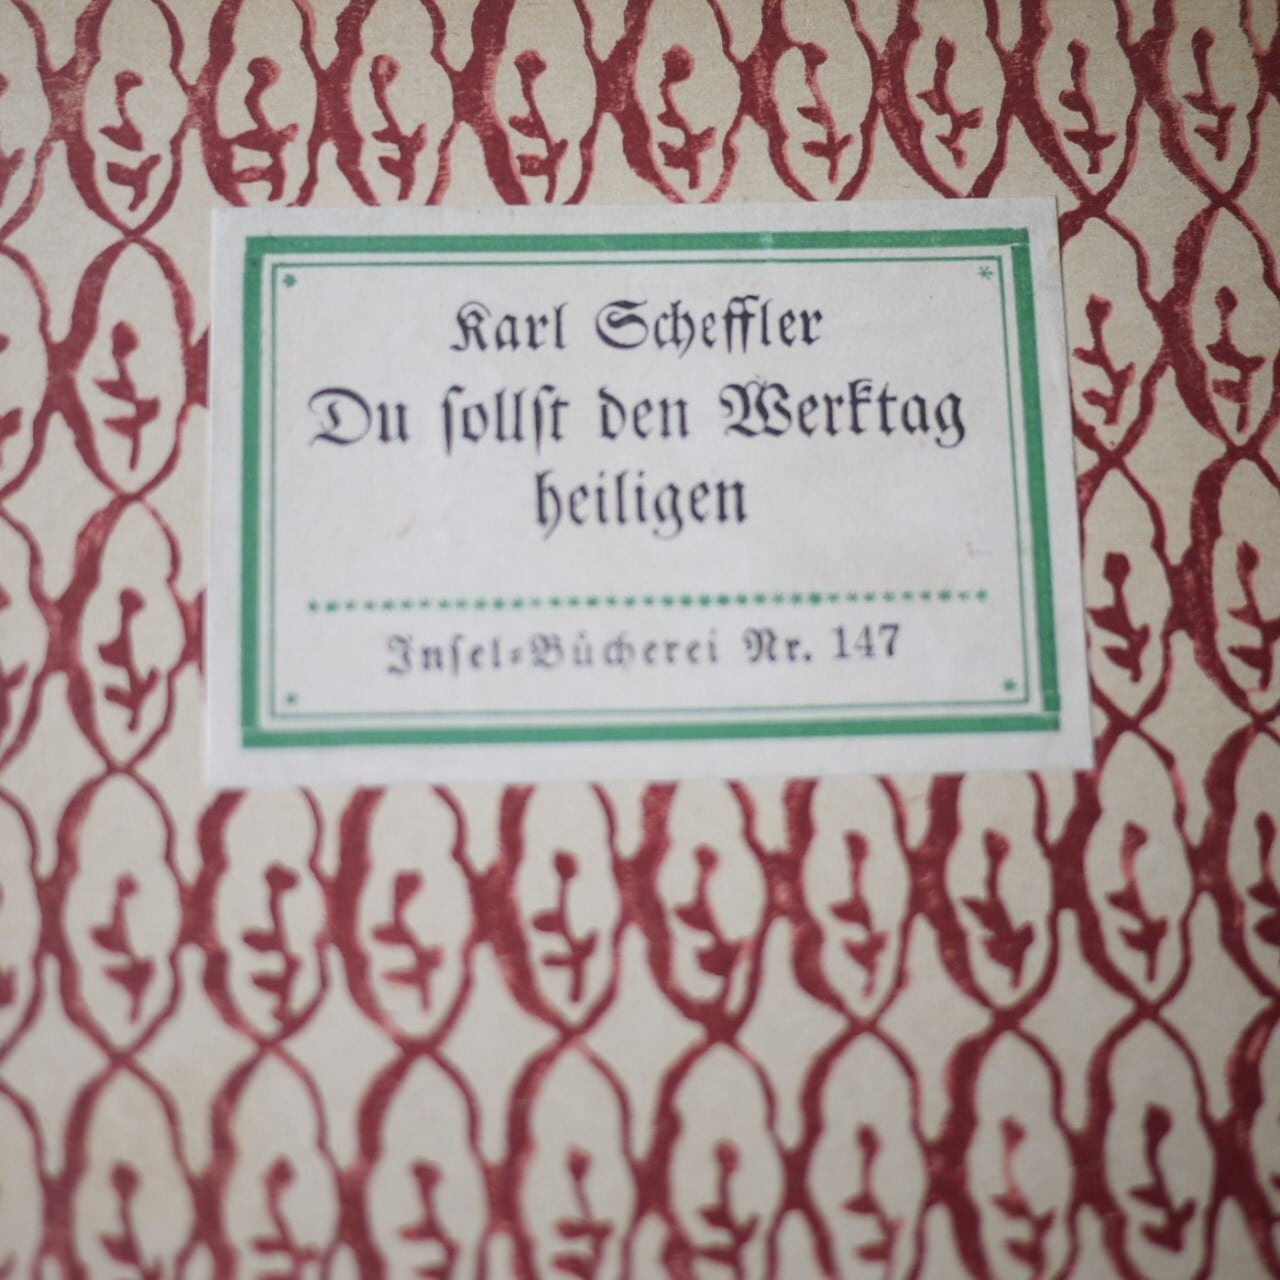 Karl Scheffler
Du ſollſt den Werktag
heiligen
Inſel-Bücherei Nr. 147